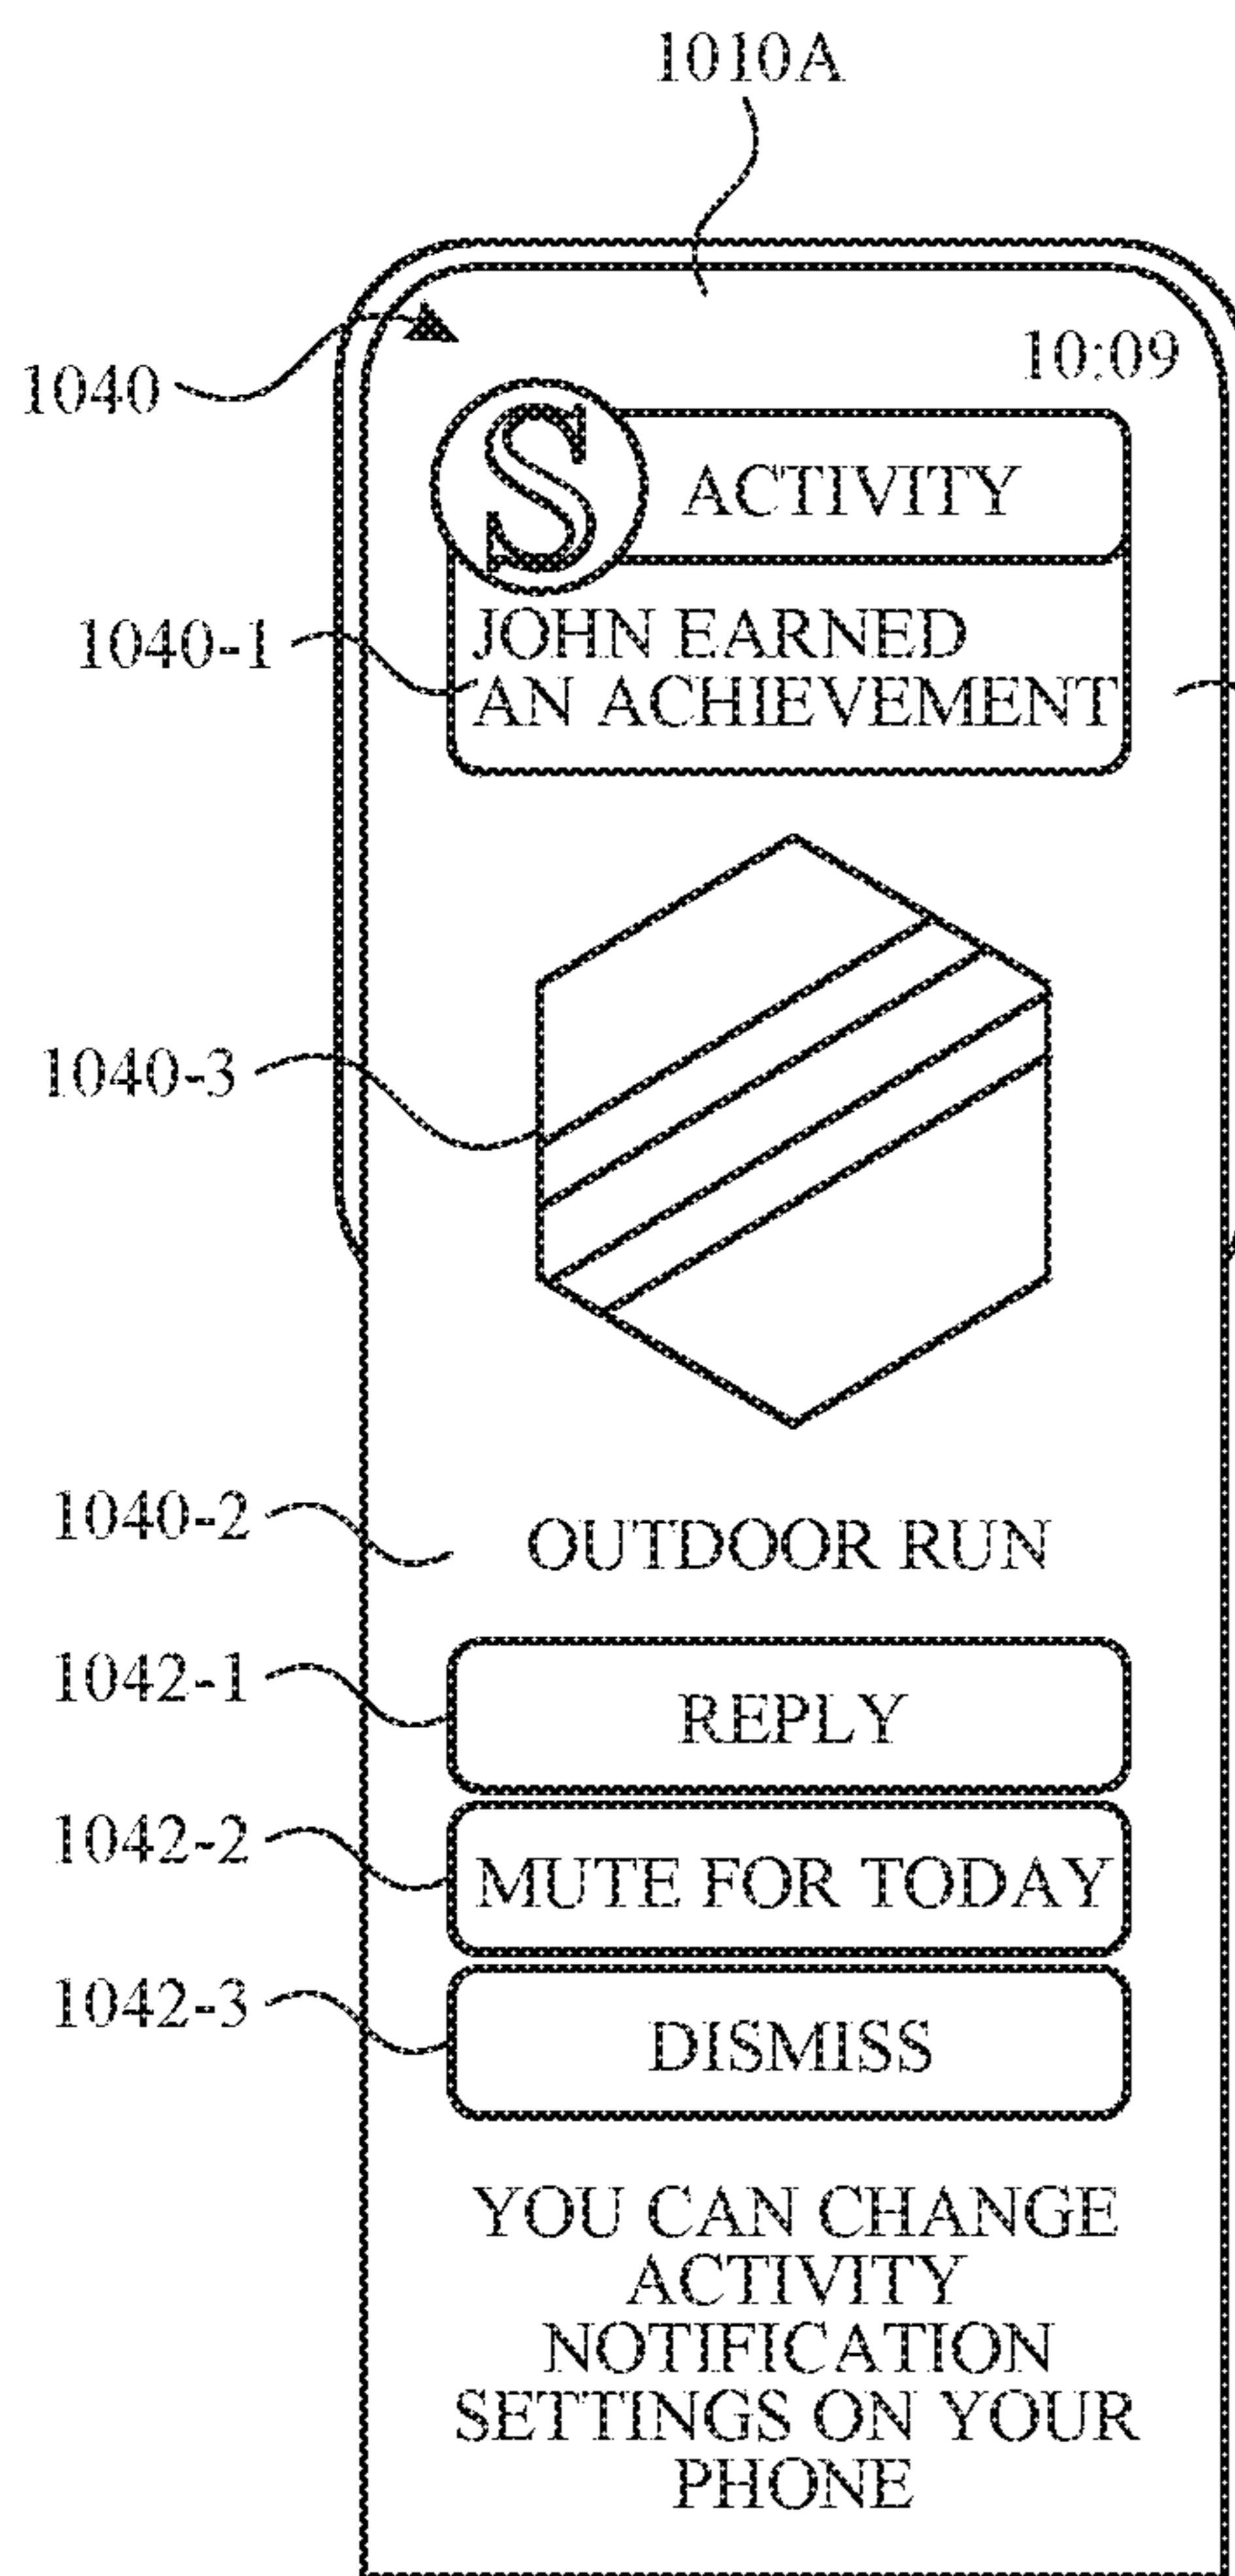 1010A
1040
10:09
S
ACTIVITY
1040-1
JOHN EARNED
AN ACHIEVEMENT
1040-3
1040-2
OUTDOOR RUN
1042-1
REPLY
1042-2
MUTE FOR TODAY
1042-3
DISMISS
YOU CAN CHANGE
ACTIVITY
NOTIFICATION
SETTINGS ON YOUR
PHONE